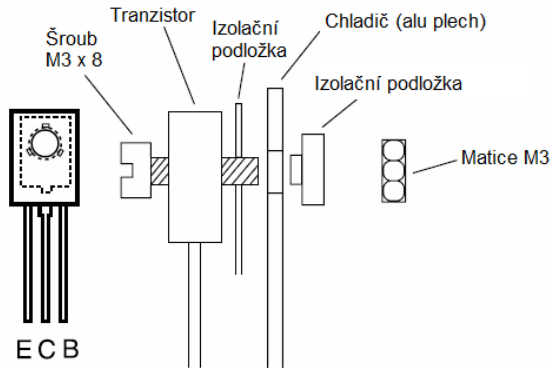 Tranzistor
Šroub
M3 x 8
Izolační
podložka
Chladič (alu plech)
Izolační podložka
Matice M3
E C B